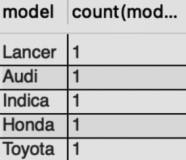 model count(mod...
Lancer 1
Audi 1
Indica 1
Honda 1
Toyota 1